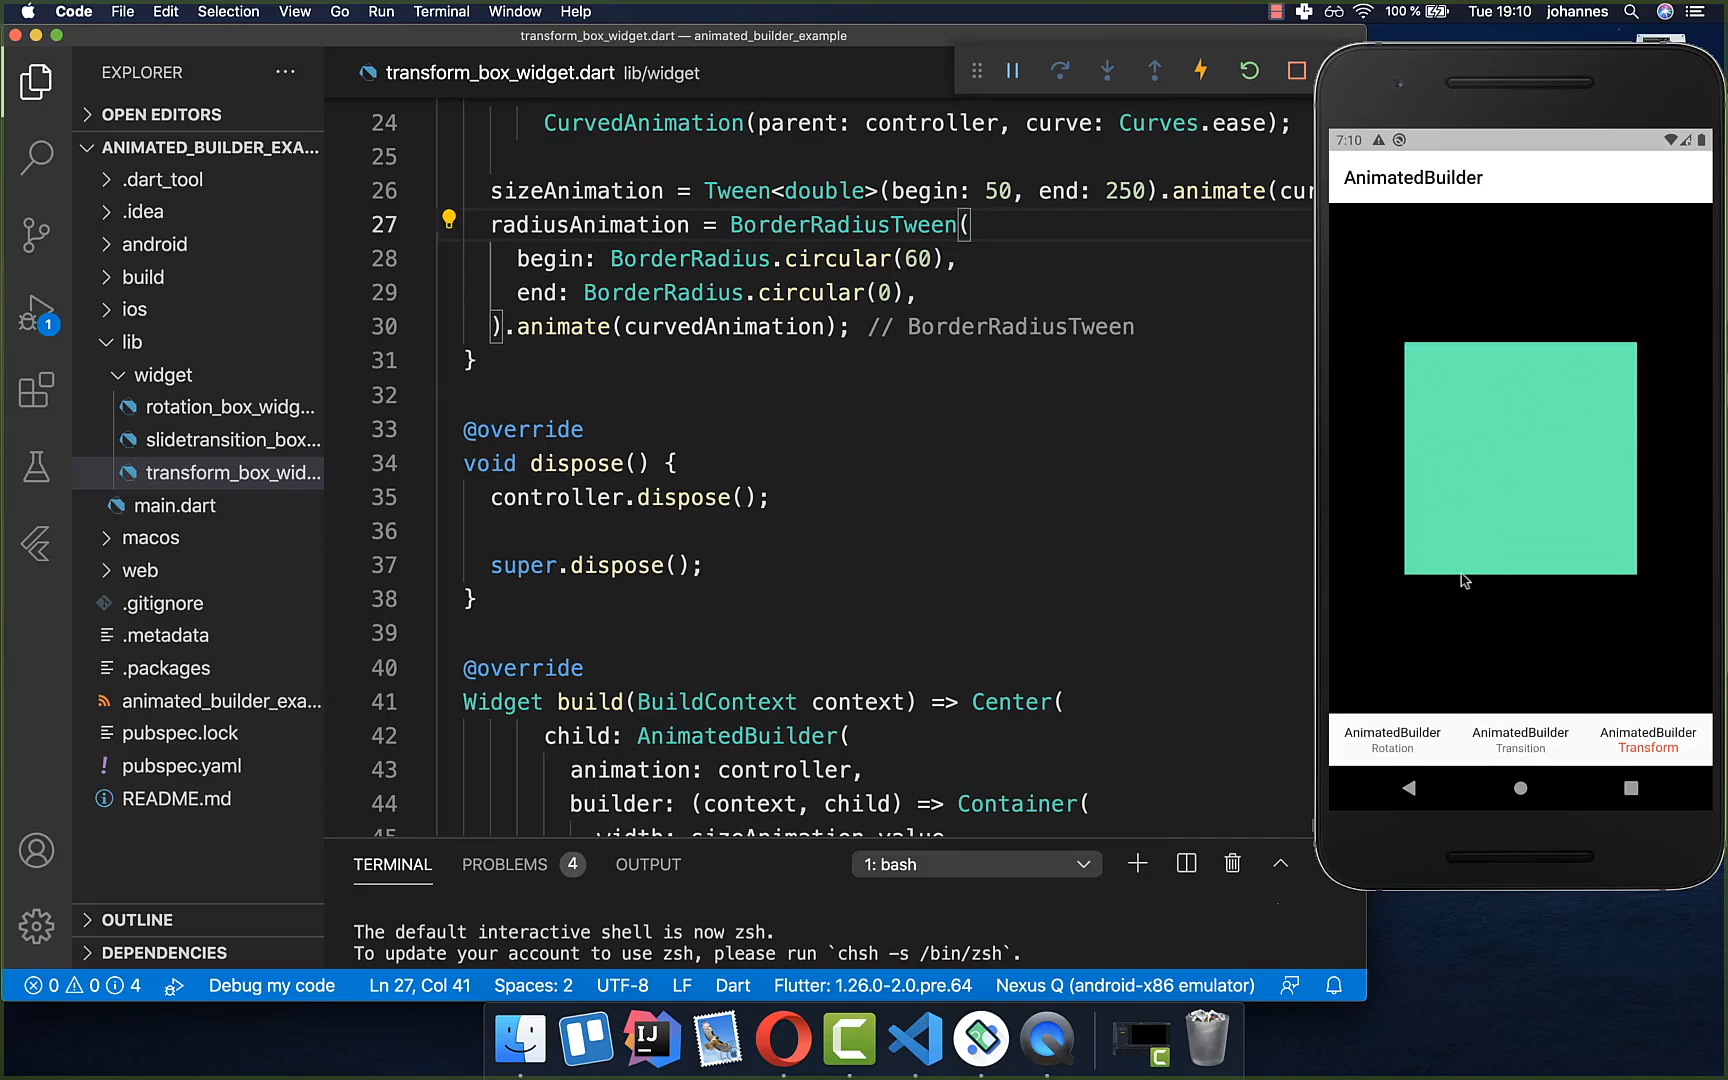 Code File Edit Selection View Go Run Terminal Window Help
100 % Tue 19:10 johannes
transform_box_widget.dart — animated_builder_example
EXPLORER
OPEN EDITORS
ANIMATED_BUILDER_EXA...
.dart_tool
.idea
android
build
ios
lib
widget
rotation_box_widg...
slidetransition_box...
transform_box_wid...
main.dart
macos
web
.gitignore
.metadata
.packages
animated_builder_exa...
pubspec.lock
! pubspec.yaml
README.md
OUTLINE
DEPENDENCIES
1
transform_box_widget.dart lib/widget
24 CurvedAnimation(parent: controller, curve: Curves.ease);
25
26 sizeAnimation = Tween<double>(begin: 50, end: 250).animate(cur
27 radiusAnimation = BorderRadiusTween(
28 begin: BorderRadius.circular(60),
29 end: BorderRadius.circular(0),
30 ).animate(curvedAnimation); // BorderRadiusTween
31 }
32
33 @override
34 void dispose() {
35 controller.dispose();
36
37 super.dispose();
38 }
39
40 @override
41 Widget build(BuildContext context) => Center(
42 child: AnimatedBuilder(
43 animation: controller,
44 builder: (context, child) => Container(
45 width: sizeAnimation.value
TERMINAL PROBLEMS 4 OUTPUT 1: bash
The default interactive shell is now zsh.
To update your account to use zsh, please run `chsh -s /bin/zsh`.
0 0 4 Debug my code Ln 27, Col 41 Spaces: 2 UTF-8 LF Dart Flutter: 1.26.0-2.0.pre.64 Nexus Q (android-x86 emulator)
7:10
AnimatedBuilder
AnimatedBuilder
Rotation
AnimatedBuilder
Transition
AnimatedBuilder
Transform
IJ